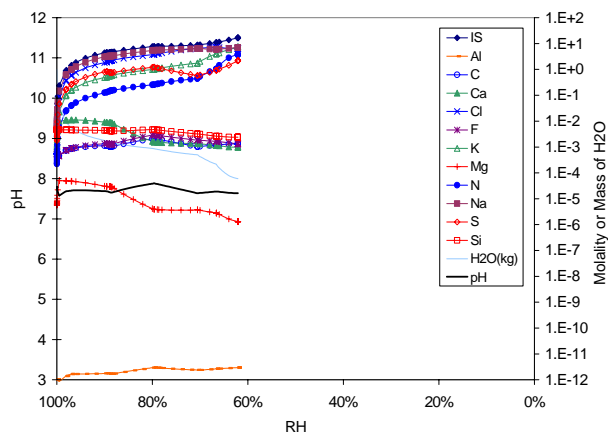 12
11
10
9
8
7
6
5
4
3
pH
100%
80%
60%
40%
20%
0%
RH
1.E+2
1.E+1
1.E+0
1.E-1
1.E-2
1.E-3
1.E-4
1.E-5
1.E-6
1.E-7
1.E-8
1.E-9
1.E-10
1.E-11
1.E-12
Molality or Mass of H2O
IS
Al
C
Ca
Cl
F
K
Mg
N
Na
S
Si
H2O(kg)
pH